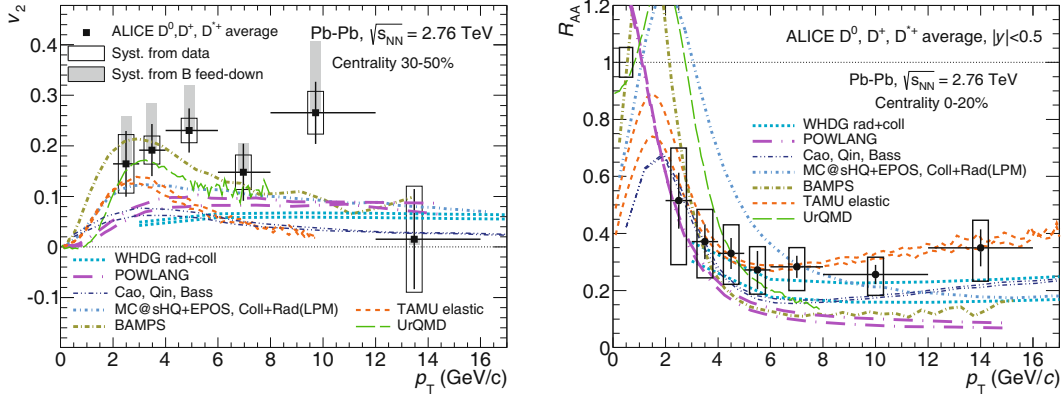 v₂
0.4
0.3
0.2
0.1
0
-0.1
ALICE D⁰,D⁺, D*⁺ average
Syst. from data
Syst. from B feed-down
Pb-Pb, √sNN = 2.76 TeV
Centrality 30-50%
WHDG rad+coll
POWLANG
Cao, Qin, Bass
MC@sHQ+EPOS, Coll+Rad(LPM)
BAMPS
TAMU elastic
UrQMD
0 2 4 6 8 10 12 14 16
pT (GeV/c)
RAA
1.2
1
0.8
0.6
0.4
0.2
0
ALICE D⁰, D⁺, D*⁺ average, |y|<0.5
Pb-Pb, √sNN = 2.76 TeV
Centrality 0-20%
WHDG rad+coll
POWLANG
Cao, Qin, Bass
MC@sHQ+EPOS, Coll+Rad(LPM)
BAMPS
TAMU elastic
UrQMD
0 2 4 6 8 10 12 14 16
pT (GeV/c)